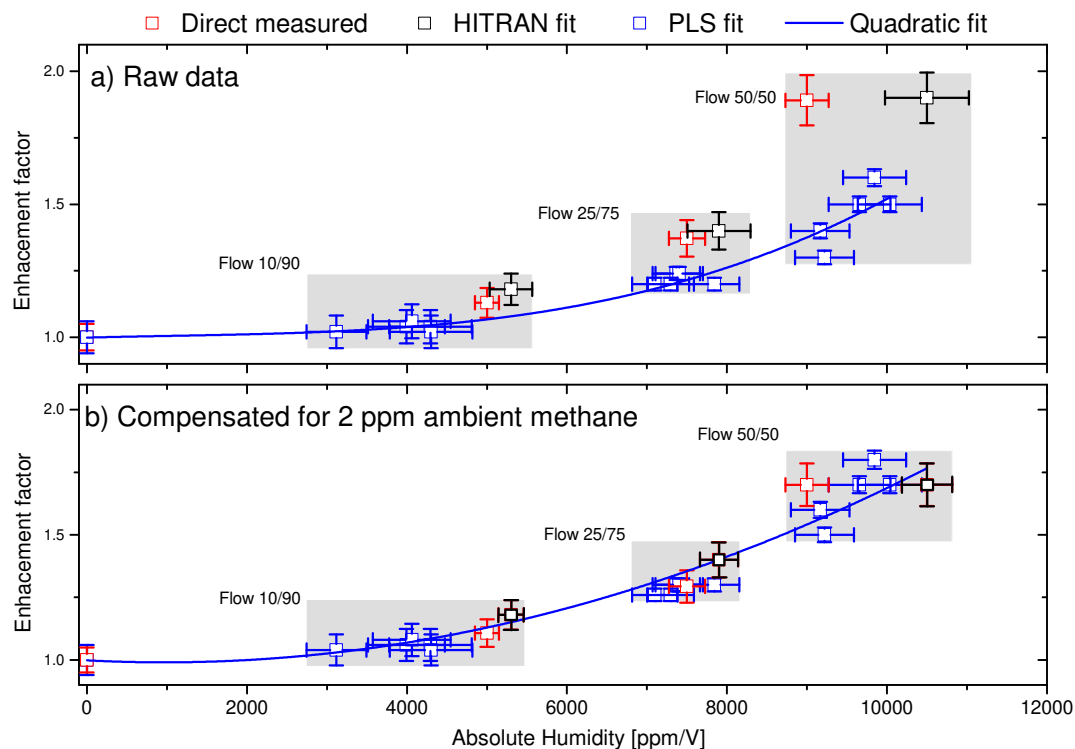 Direct measured HITRAN fit PLS fit Quadratic fit
a) Raw data
Flow 50/50
Flow 25/75
Flow 10/90
2.0
1.5
1.0
Enhacement factor
b) Compensated for 2 ppm ambient methane
Flow 50/50
Flow 25/75
Flow 10/90
2.0
1.5
1.0
Enhacement factor
0 2000 4000 6000 8000 10000 12000
Absolute Humidity [ppm/V]